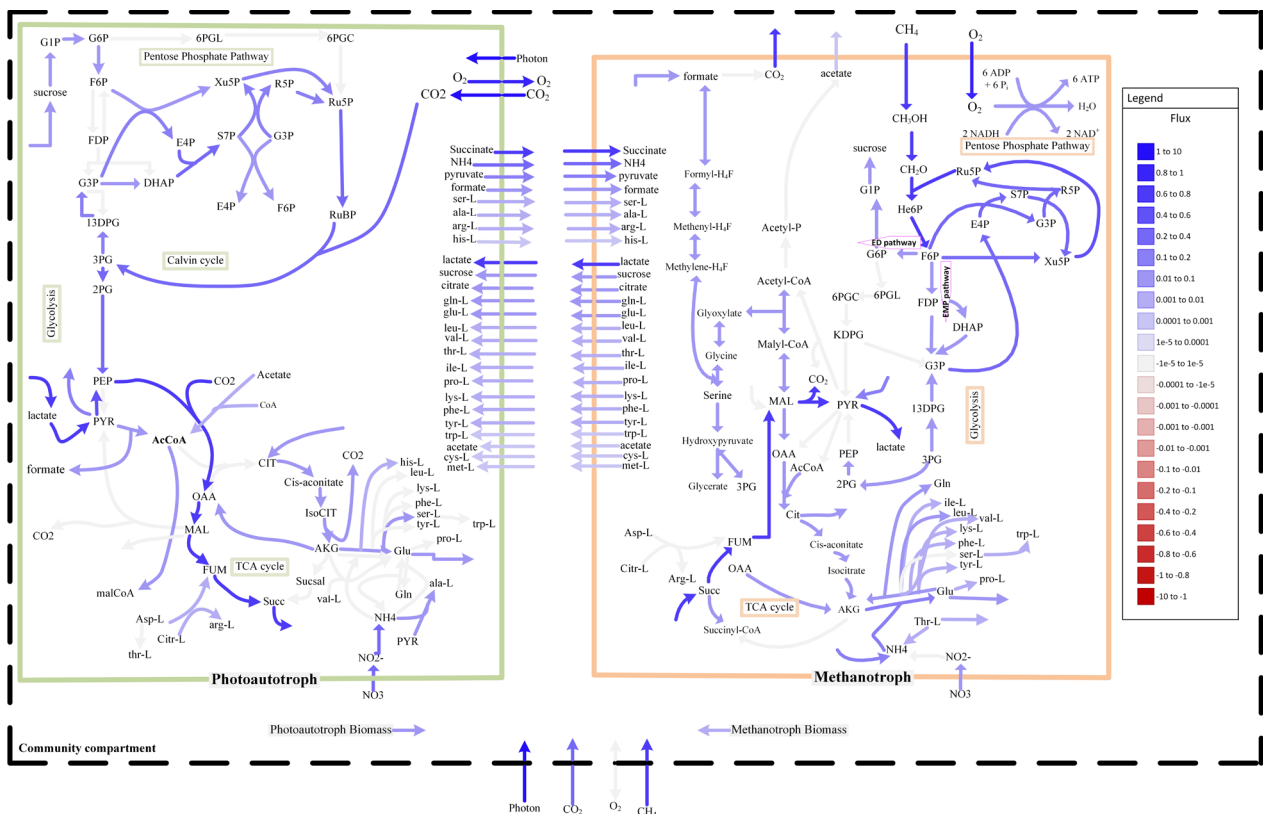 G1P
G6P
6PGL
6PGC
Pentose Phosphate Pathway
F6P
Xu5P
R5P
Ru5P
sucrose
FDP
E4P
S7P
G3P
G3P
DHAP
E4P
F6P
13DPG
RuBP
3PG
Calvin cycle
2PG
Glycolysis
PEP
CO2
Acetate
CoA
lactate
PYR
AcCoA
formate
CIT
CO2
Cis-aconitate
his-L
leu-L
lys-L
phe-L
ser-L
tyr-L
trp-L
OAA
IsoCIT
CO2
MAL
AKG
Glu
pro-L
FUM
TCA cycle
Sucsal
val-L
Gln
ala-L
malCoA
Succ
Asp-L
Citr-L
arg-L
thr-L
NH4
PYR
NO2-
NO3
Photoautotroph
Photon
O2
O2
CO2
CO2
Succinate
NH4
pyruvate
formate
ser-L
ala-L
arg-L
his-L
lactate
sucrose
citrate
gln-L
glu-L
leu-L
val-L
thr-L
ile-L
pro-L
lys-L
phe-L
tyr-L
trp-L
acetate
cys-L
met-L
Succinate
NH4
pyruvate
formate
ser-L
ala-L
arg-L
his-L
lactate
sucrose
citrate
gln-L
glu-L
leu-L
val-L
thr-L
ile-L
pro-L
lys-L
phe-L
tyr-L
trp-L
acetate
cys-L
met-L
formate
CO2
acetate
CH4
O2
6 ADP
+ 6 Pi
6 ATP
O2
H2O
2 NADH
2 NAD+
Pentose Phosphate Pathway
CH3OH
sucrose
CH2O
Ru5P
Formyl-H4F
G1P
He6P
S7P
R5P
E4P
G3P
Methenyl-H4F
Acetyl-P
ED pathway
G6P
F6P
Xu5P
Methylene-H4F
Acetyl-CoA
6PGC
6PGL
FDP
EMP pathway
Glyoxylate
KDPG
DHAP
Malyl-CoA
Glycine
G3P
CO2
Serine
MAL
PYR
13DPG
Glycolysis
Hydroxypyruvate
lactate
OAA
PEP
3PG
AcCoA
Glycerate
3PG
2PG
Gln
ile-L
leu-L
val-L
lys-L
phe-L
ser-L
tyr-L
trp-L
Cit
Asp-L
FUM
Cis-aconitate
Citr-L
OAA
Isocitrate
Arg-L
Succ
pro-L
Glu
TCA cycle
AKG
Succinyl-CoA
Thr-L
NH4
NO2-
NO3
Methanotroph
Legend
Flux
1 to 10
0.8 to 1
0.6 to 0.8
0.4 to 0.6
0.2 to 0.4
0.1 to 0.2
0.01 to 0.1
0.001 to 0.01
0.0001 to 0.001
1e-5 to 0.0001
-1e-5 to 1e-5
-0.0001 to -1e-5
-0.001 to -0.0001
-0.001 to -0.001
-0.01 to -0.001
-0.1 to -0.01
-0.2 to -0.1
-0.4 to -0.2
-0.6 to -0.4
-0.8 to -0.6
-1 to -0.8
-10 to -1
Photoautotroph Biomass
Methanotroph Biomass
Community compartment
Photon
CO2
O2
CH4